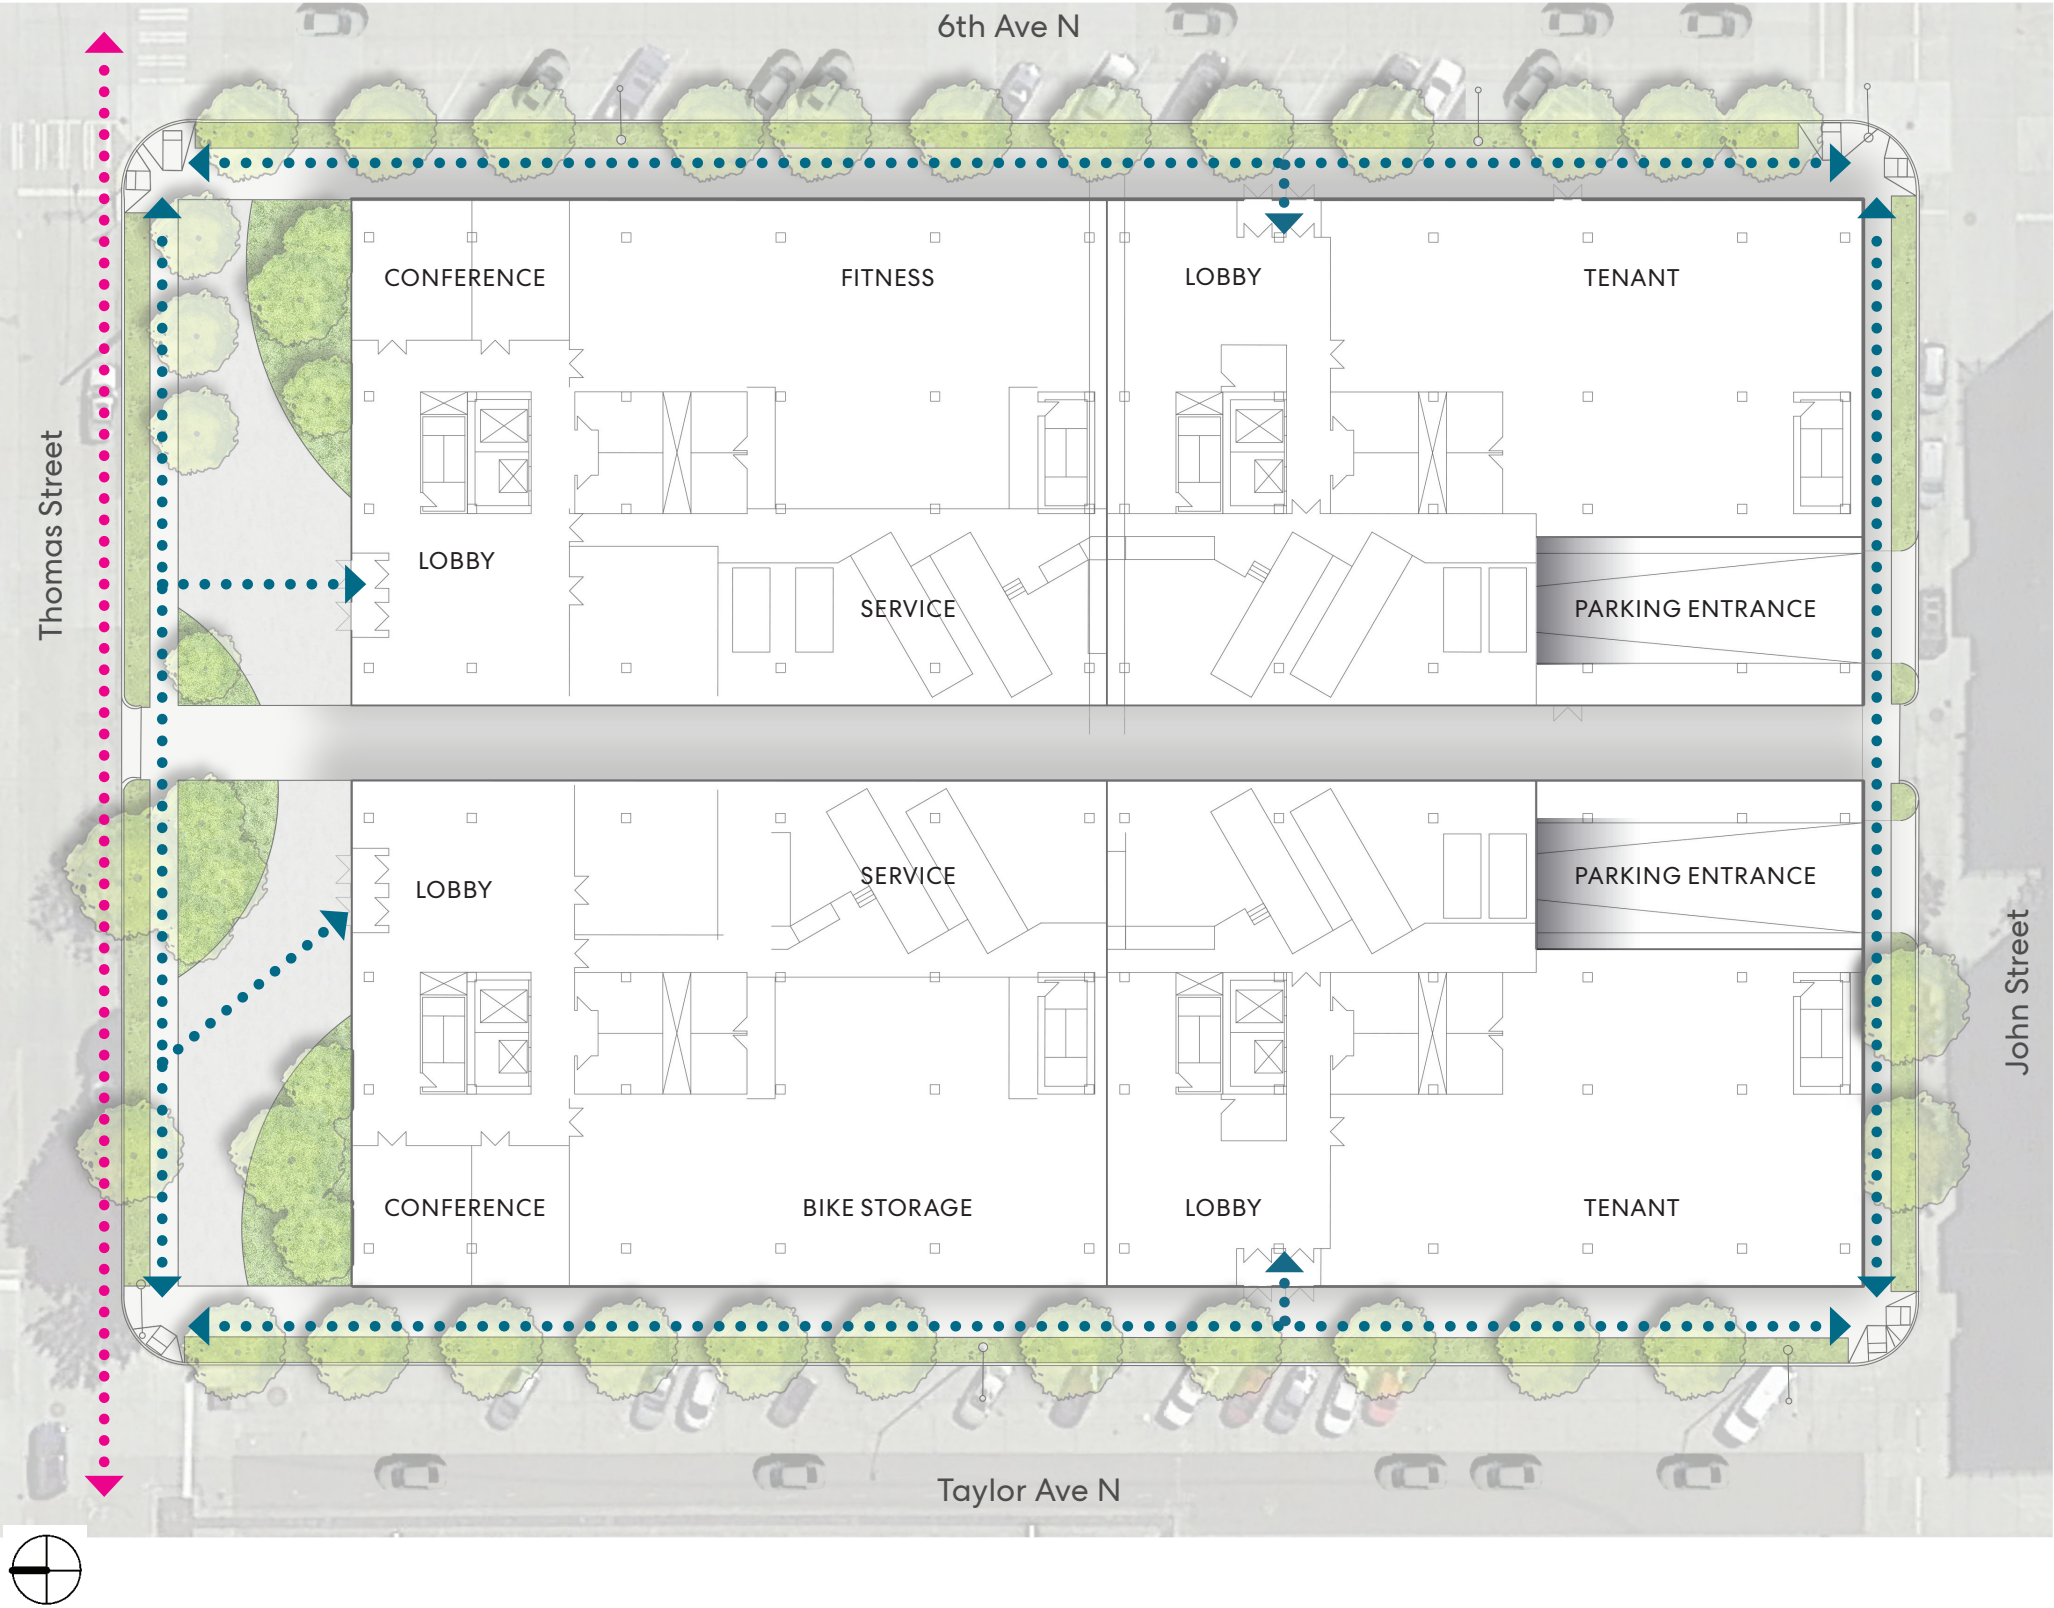 6th Ave N
CONFERENCE
FITNESS
LOBBY
TENANT
Thomas Street
LOBBY
SERVICE
PARKING ENTRANCE
LOBBY
SERVICE
PARKING ENTRANCE
John Street
CONFERENCE
BIKE STORAGE
LOBBY
TENANT
Taylor Ave N